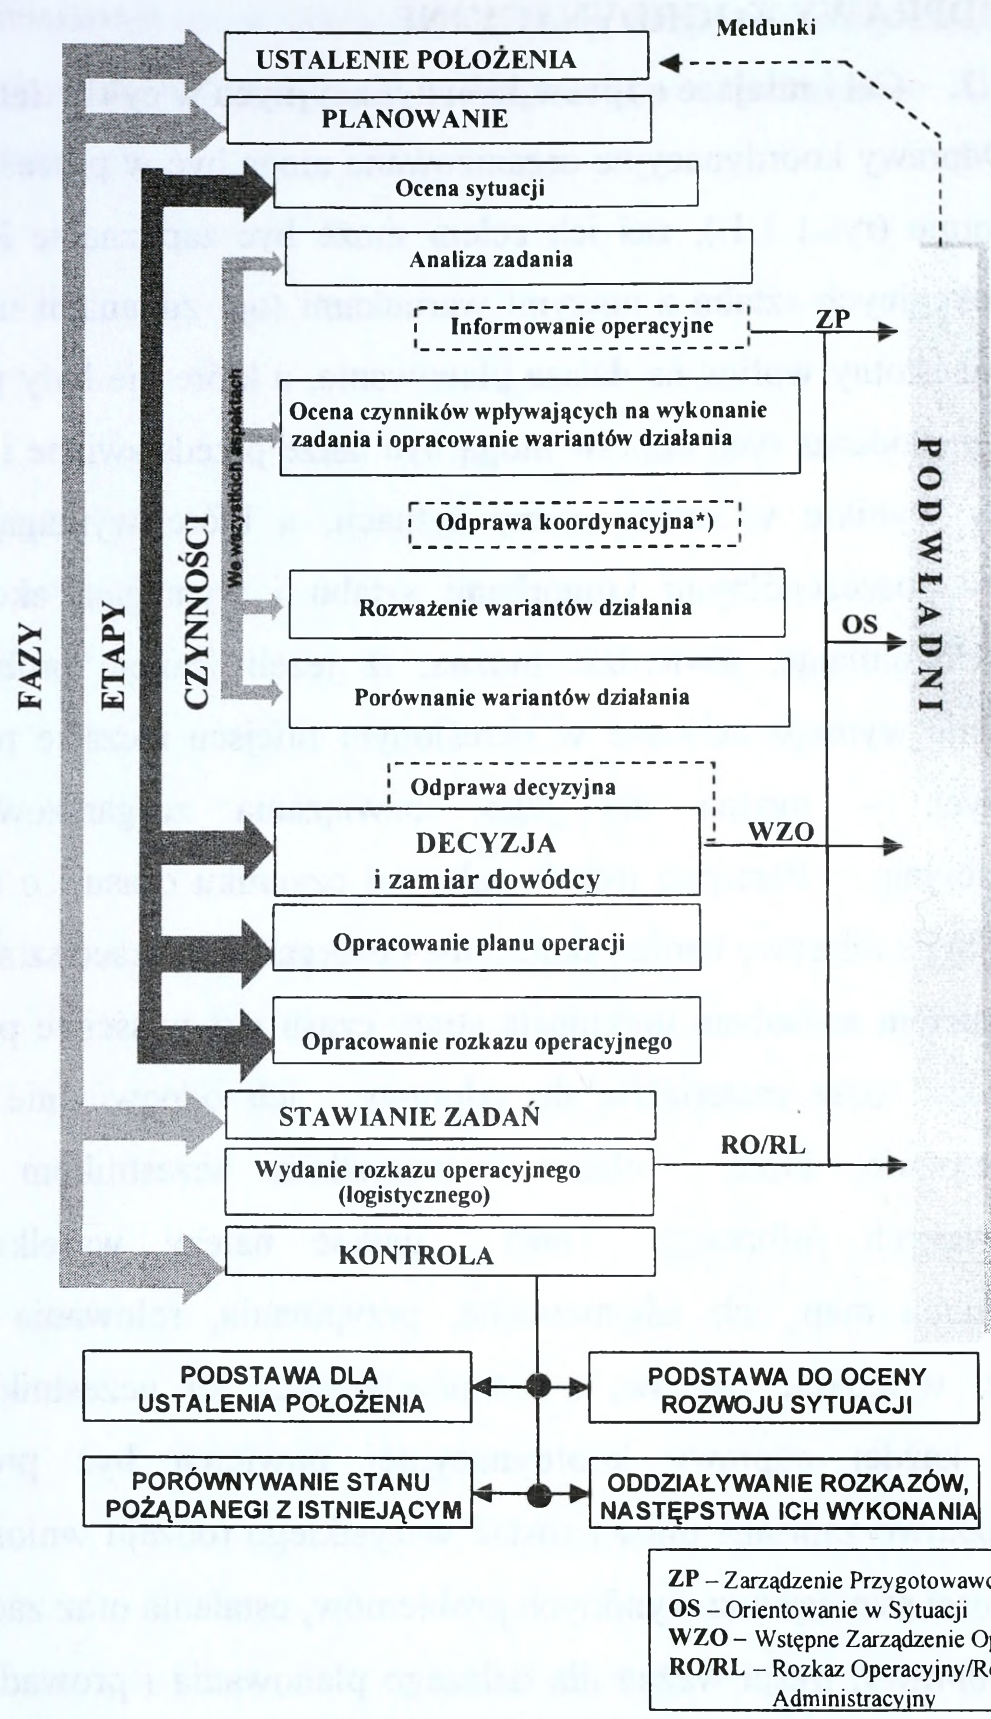 Meldunki
USTALENIE POŁOŻENIA
PLANOWANIE
Ocena sytuacji
Analiza zadania
Informowanie operacyjne
ZP
Ocena czynników wpływających na wykonanie
zadania i opracowanie wariantów działania
Odprawa koordynacyjna*)
Rozważenie wariantów działania
OS
Porównanie wariantów działania
Odprawa decyzyjna
DECYZJA
i zamiar dowódcy
WZO
Opracowanie planu operacji
Opracowanie rozkazu operacyjnego
FAZY
ETAPY
CZYNNOŚCI
We wszystkich aspektach
PODWŁADNI
STAWIANIE ZADAŃ
Wydanie rozkazu operacyjnego
(logistycznego)
RO/RL
KONTROLA
PODSTAWA DLA
USTALENIA POŁOŻENIA
PODSTAWA DO OCENY
ROZWOJU SYTUACJI
PORÓWNYWANIE STANU
POŻĄDANEGI Z ISTNIEJĄCYM
ODDZIAŁYWANIE ROZKAZÓW,
NASTĘPSTWA ICH WYKONANIA
ZP – Zarządzenie Przygotowawc
OS – Orientowanie w Sytuacji
WZO – Wstępne Zarządzenie Op
RO/RL – Rozkaz Operacyjny/Ro
Administracyjny